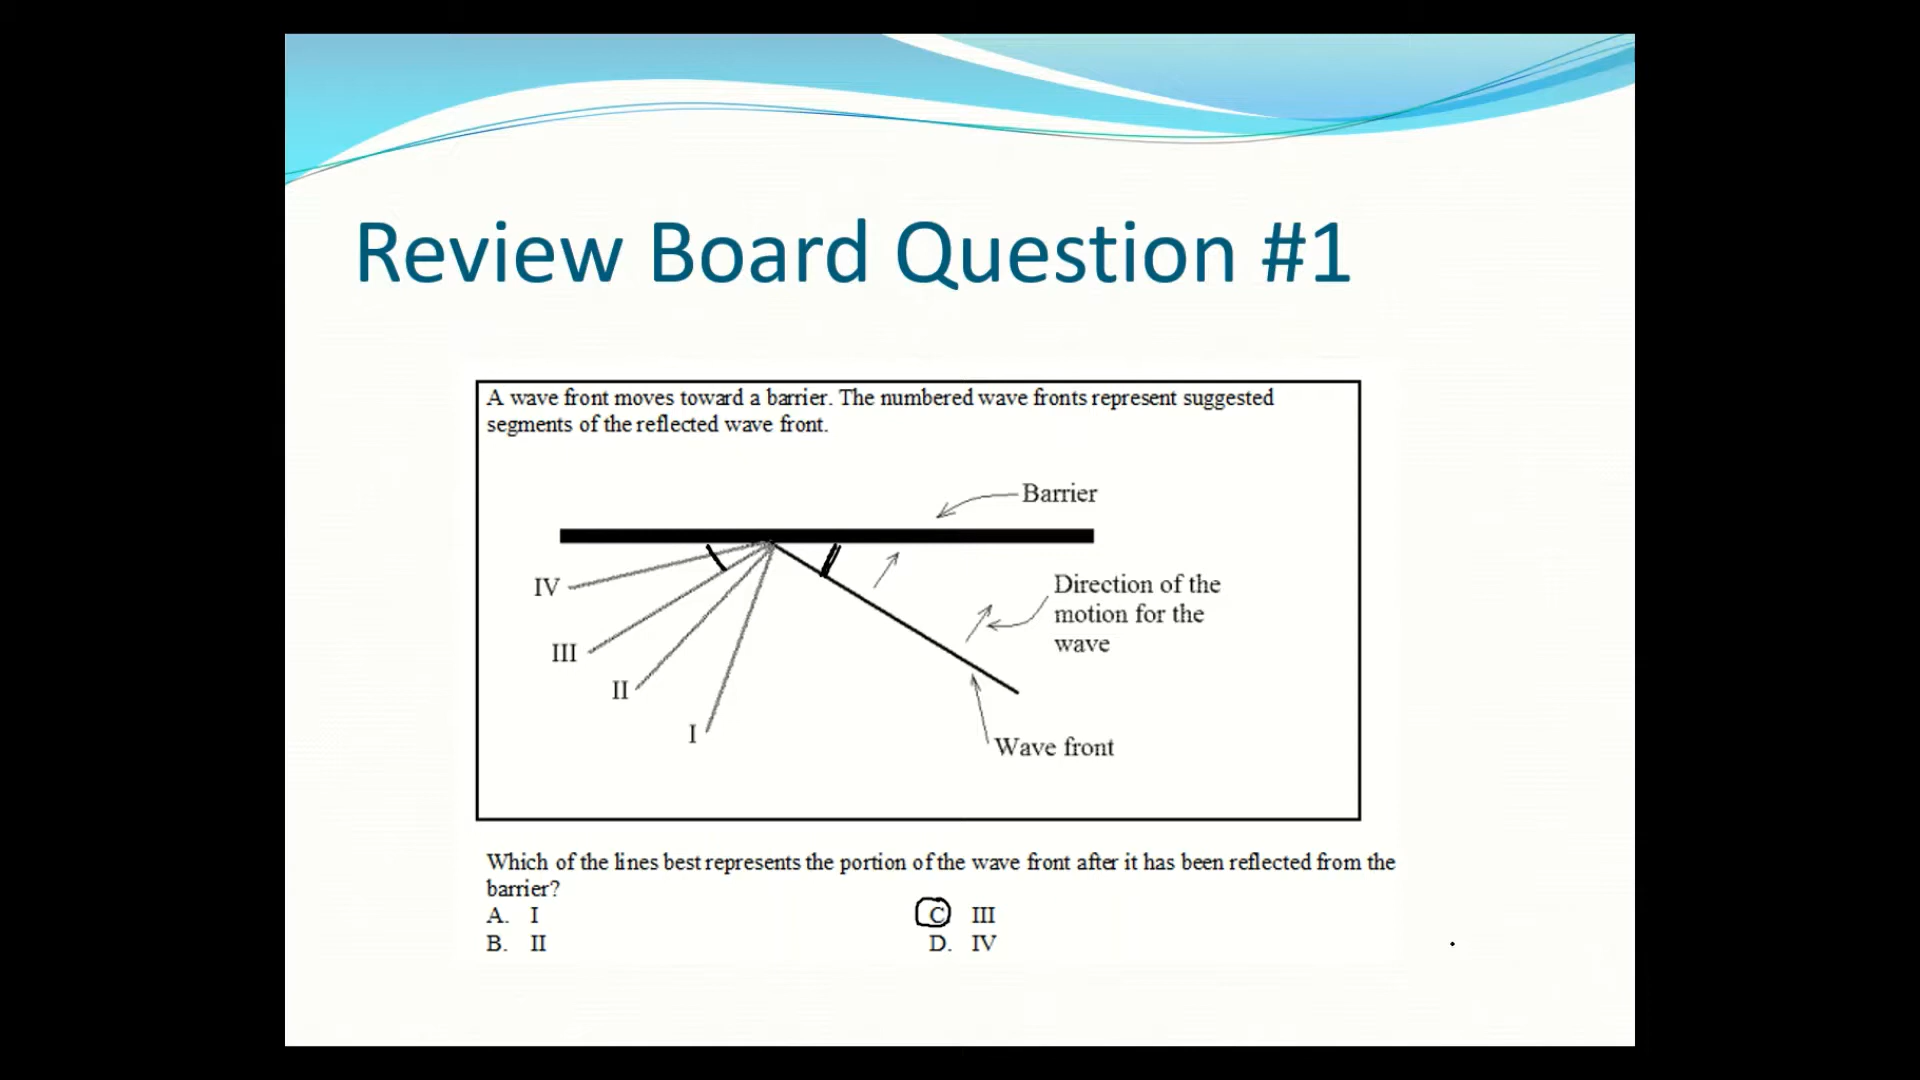 Review Board Question #1
A wave front moves toward a barrier. The numbered wave fronts represent suggested
segments of the reflected wave front.
Barrier
IV
Direction of the
motion for the
wave
III
II
I
Wave front
Which of the lines best represents the portion of the wave front after it has been reflected from the
barrier?
A. I
C III
B. II
D. IV